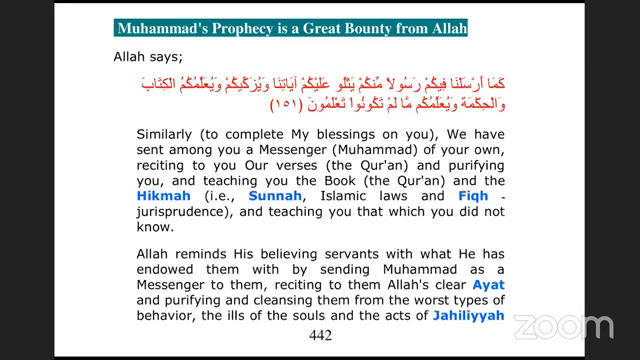 Muhammad's Prophecy is a Great Bounty from Allah
Allah says;
كَمَا أَرْسَلْنَا فِيكُمْ رَسُولاً مِّنكُمْ يَتْلُو عَلَيْكُمْ آيَاتِنَا وَيُزَكِّيكُمْ وَيُعَلِّمُكُمُ الْكِتَابَ
وَالْحِكْمَةَ وَيُعَلِّمُكُم مَّا لَمْ تَكُونُواْ تَعْلَمُونَ (١٥١)
Similarly (to complete My blessings on you), We have
sent among you a Messenger (Muhammad) of your own,
reciting to you Our verses (the Qur'an) and purifying
you, and teaching you the Book (the Qur'an) and the
Hikmah (i.e., Sunnah, Islamic laws and Fiqh -
jurisprudence), and teaching you that which you did not
know.
Allah reminds His believing servants with what He has
endowed them with by sending Muhammad as a
Messenger to them, reciting to them Allah's clear Ayat
and purifying and cleansing them from the worst types of
behavior, the ills of the souls and the acts of Jahiliyyah
442
zoom